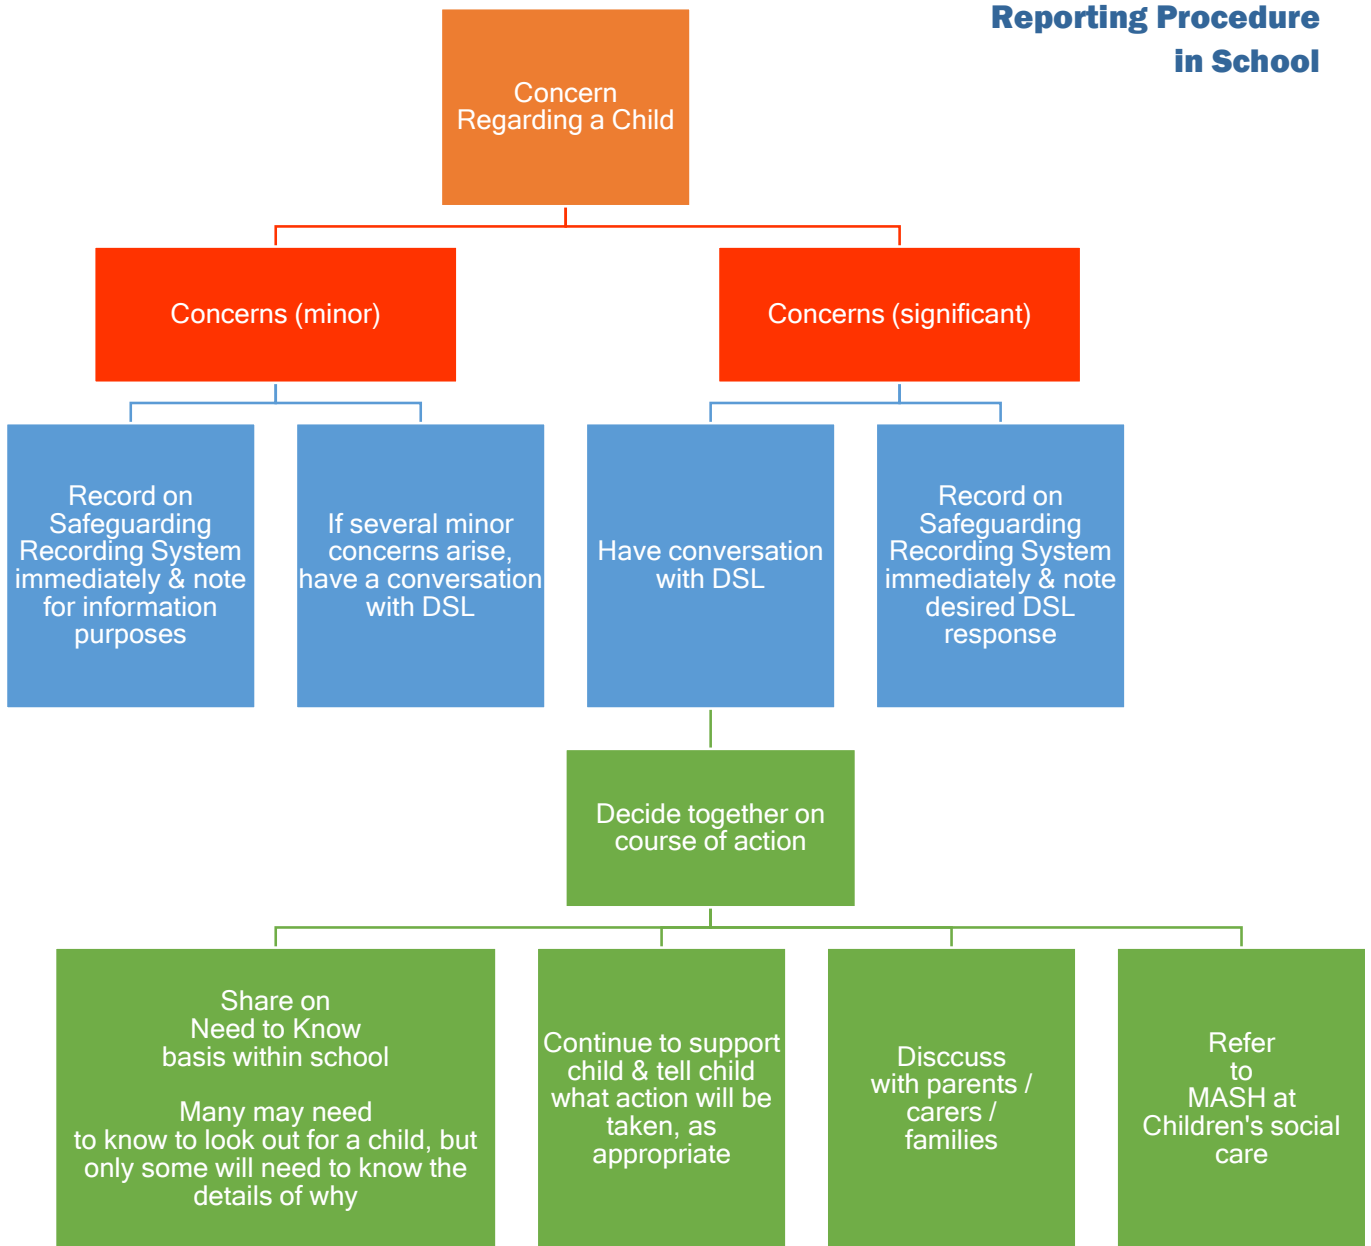 Reporting Procedure
in School
Concern
Regarding a Child
Concerns (minor)
Concerns (significant)
Record on
Safeguarding
Recording System
immediately & note
for information
purposes
If several minor
concerns arise,
have a conversation
with DSL
Have conversation
with DSL
Record on
Safeguarding
Recording System
immediately & note
desired DSL
response
Decide together on
course of action
Share on
Need to Know
basis within school
Many may need
to know to look out for a child, but
only some will need to know the
details of why
Continue to support
child & tell child
what action will be
taken, as
appropriate
Disccuss
with parents /
carers /
families
Refer
to
MASH at
Children's social
care